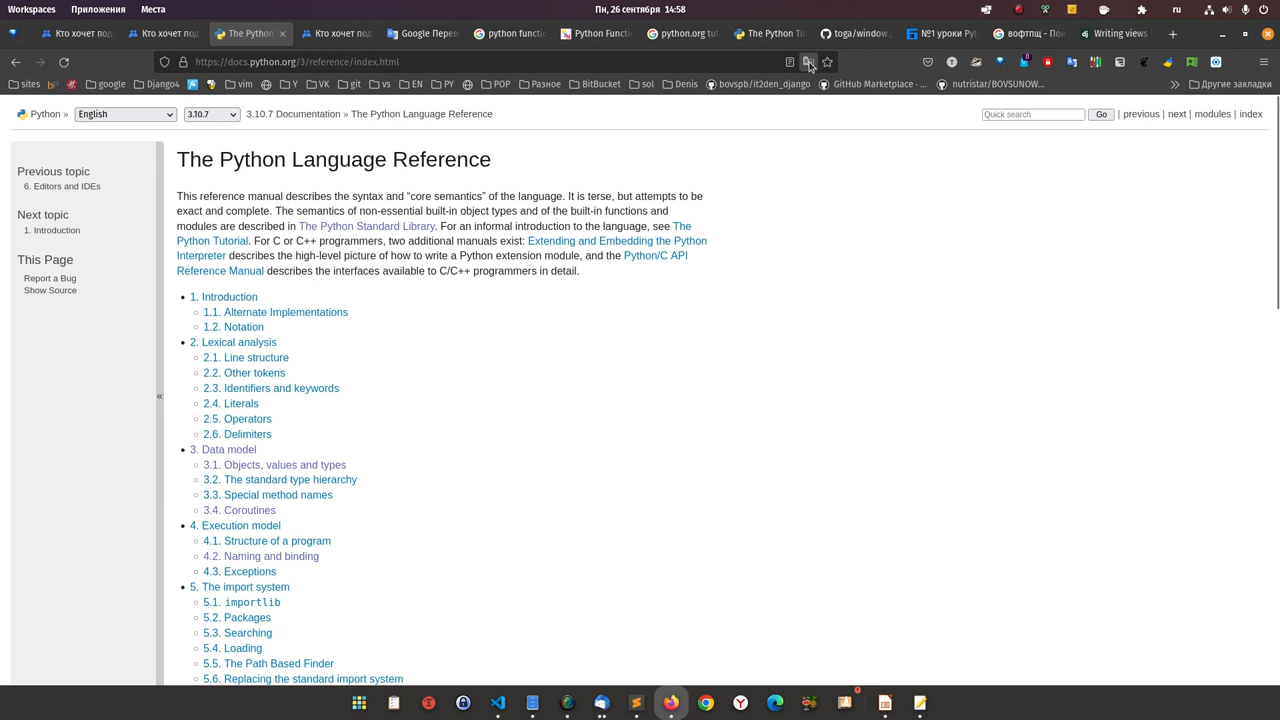 Workspaces Приложения Места Пн, 26 сентября 14:58 ru
Кто хочет под Кто хочет под The Python Кто хочет под Google Пере python functio Python Functi python.org tut The Python Tu toga/window. №1 уроки Pyt вофтпщ - Пои Writing views
https://docs.python.org/3/reference/index.html
sites google Django4 vim VK git vs EN PY POP Разное BitBucket sol Denis bovspb/it2den_django GitHub Marketplace · … nutristar/BOVSUNOW… Другие закладки
Python » English 3.10.7 3.10.7 Documentation » The Python Language Reference Quick search Go | previous | next | modules | index
Previous topic
6. Editors and IDEs
Next topic
1. Introduction
This Page
Report a Bug
Show Source
«
The Python Language Reference
This reference manual describes the syntax and “core semantics” of the language. It is terse, but attempts to be
exact and complete. The semantics of non-essential built-in object types and of the built-in functions and
modules are described in The Python Standard Library. For an informal introduction to the language, see The
Python Tutorial. For C or C++ programmers, two additional manuals exist: Extending and Embedding the Python
Interpreter describes the high-level picture of how to write a Python extension module, and the Python/C API
Reference Manual describes the interfaces available to C/C++ programmers in detail.
• 1. Introduction
◦ 1.1. Alternate Implementations
◦ 1.2. Notation
• 2. Lexical analysis
◦ 2.1. Line structure
◦ 2.2. Other tokens
◦ 2.3. Identifiers and keywords
◦ 2.4. Literals
◦ 2.5. Operators
◦ 2.6. Delimiters
• 3. Data model
◦ 3.1. Objects, values and types
◦ 3.2. The standard type hierarchy
◦ 3.3. Special method names
◦ 3.4. Coroutines
• 4. Execution model
◦ 4.1. Structure of a program
◦ 4.2. Naming and binding
◦ 4.3. Exceptions
• 5. The import system
◦ 5.1. importlib
◦ 5.2. Packages
◦ 5.3. Searching
◦ 5.4. Loading
◦ 5.5. The Path Based Finder
◦ 5.6. Replacing the standard import system